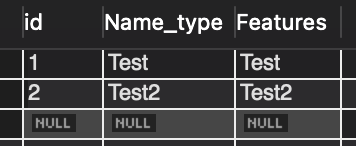 id Name_type Features
1 Test Test
2 Test2 Test2
NULL NULL NULL